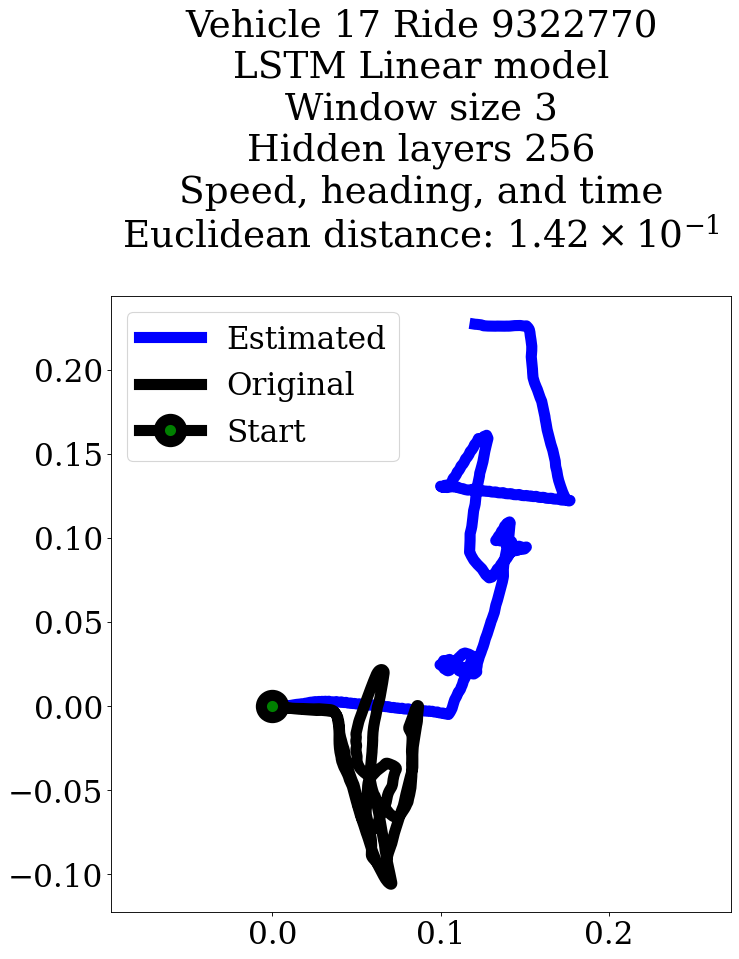 Vehicle 17 Ride 9322770
LSTM Linear model
Window size 3
Hidden layers 256
Speed, heading, and time
Euclidean distance: 1.42 × 10⁻¹
Estimated
Original
Start
0.20
0.15
0.10
0.05
0.00
−0.05
−0.10
0.0 0.1 0.2